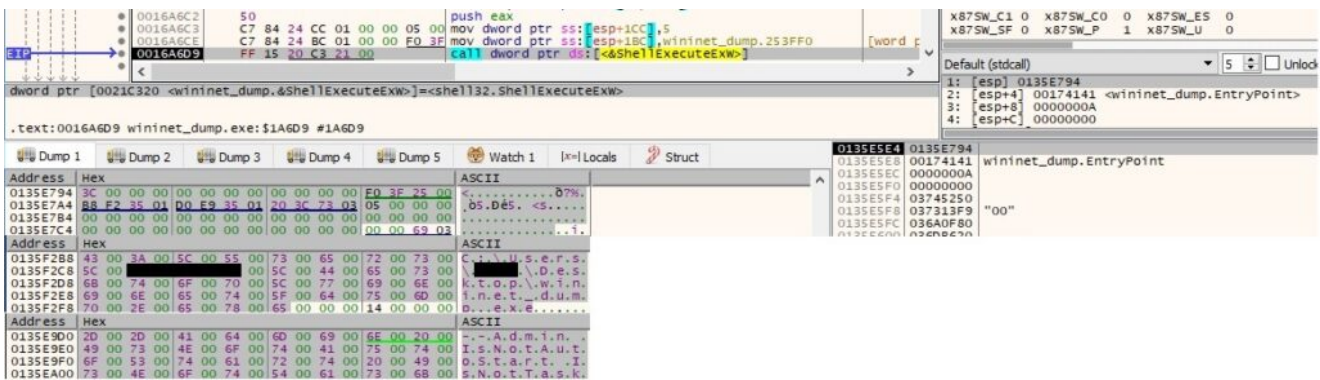 0016A6C2 50 push eax
0016A6C3 C7 84 24 CC 01 00 00 05 00 mov dword ptr ss:[esp+1CC],5
0016A6CE C7 84 24 BC 01 00 00 F0 3F mov dword ptr ss:[esp+1BC],wininet_dump.253FF0 [word p
EIP 0016A6D9 FF 15 20 C3 21 00 call dword ptr ds:[<&ShellExecuteExW>]
x87SW_C1 0 x87SW_C0 0 x87SW_ES 0
x87SW_SF 0 x87SW_P 1 x87SW_U 0
Default (stdcall) 5 Unlock
1: [esp] 0135E794
2: [esp+4] 00174141 <wininet_dump.EntryPoint>
3: [esp+8] 0000000A
4: [esp+C] 00000000
dword ptr [0021C320 <wininet_dump.&ShellExecuteExW>]=<shell32.ShellExecuteExW>
.text:0016A6D9 wininet_dump.exe:$1A6D9 #1A6D9
Dump 1 Dump 2 Dump 3 Dump 4 Dump 5 Watch 1 [x=] Locals Struct
Address Hex ASCII
0135E794 3C 00 00 00 00 00 00 00 00 00 00 00 F0 3F 25 00 <...........ð?%.
0135E7A4 B8 F2 35 01 D0 E9 35 01 20 3C 73 03 05 00 00 00 ¸ò5.Ðé5. <s.....
0135E7B4 00 00 00 00 00 00 00 00 00 00 00 00 00 00 00 00 ................
0135E7C4 00 00 00 00 00 00 00 00 00 00 00 00 00 00 69 03 ..............i.
Address Hex ASCII
0135F2B8 43 00 3A 00 5C 00 55 00 73 00 65 00 72 00 73 00 C.:.\.U.s.e.r.s.
0135F2C8 5C 00 00 5C 00 44 00 65 00 73 00 \. .\.D.e.s.
0135F2D8 6B 00 74 00 6F 00 70 00 5C 00 77 00 69 00 6E 00 k.t.o.p.\.w.i.n.
0135F2E8 69 00 6E 00 65 00 74 00 5F 00 64 00 75 00 6D 00 i.n.e.t._.d.u.m.
0135F2F8 70 00 2E 00 65 00 78 00 65 00 00 00 14 00 00 00 p...e.x.e.......
Address Hex ASCII
0135E9D0 2D 00 2D 00 41 00 64 00 6D 00 69 00 6E 00 20 00 -.-.A.d.m.i.n. .
0135E9E0 49 00 73 00 4E 00 6F 00 74 00 41 00 75 00 74 00 I.s.N.o.t.A.u.t.
0135E9F0 6F 00 53 00 74 00 61 00 72 00 74 00 20 00 49 00 o.S.t.a.r.t. .I.
0135EA00 73 00 4E 00 6F 00 74 00 54 00 61 00 73 00 6B 00 s.N.o.t.T.a.s.k.
0135E5E4 0135E794
0135E5E8 00174141 wininet_dump.EntryPoint
0135E5EC 0000000A
0135E5F0 00000000
0135E5F4 03745250
0135E5F8 037313F9 "00"
0135E5FC 036A0F80